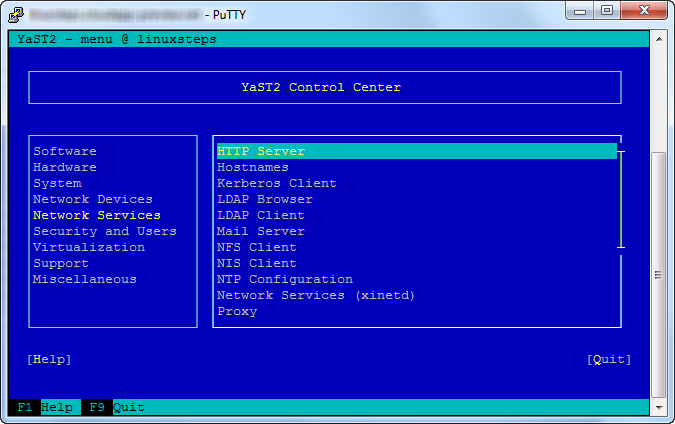 - PuTTY
YaST2 - menu @ linuxsteps
YaST2 Control Center
Software
Hardware
System
Network Devices
Network Services
Security and Users
Virtualization
Support
Miscellaneous
HTTP Server
Hostnames
Kerberos Client
LDAP Browser
LDAP Client
Mail Server
NFS Client
NIS Client
NTP Configuration
Network Services (xinetd)
Proxy
[Help] [Quit]
F1 Help F9 Quit